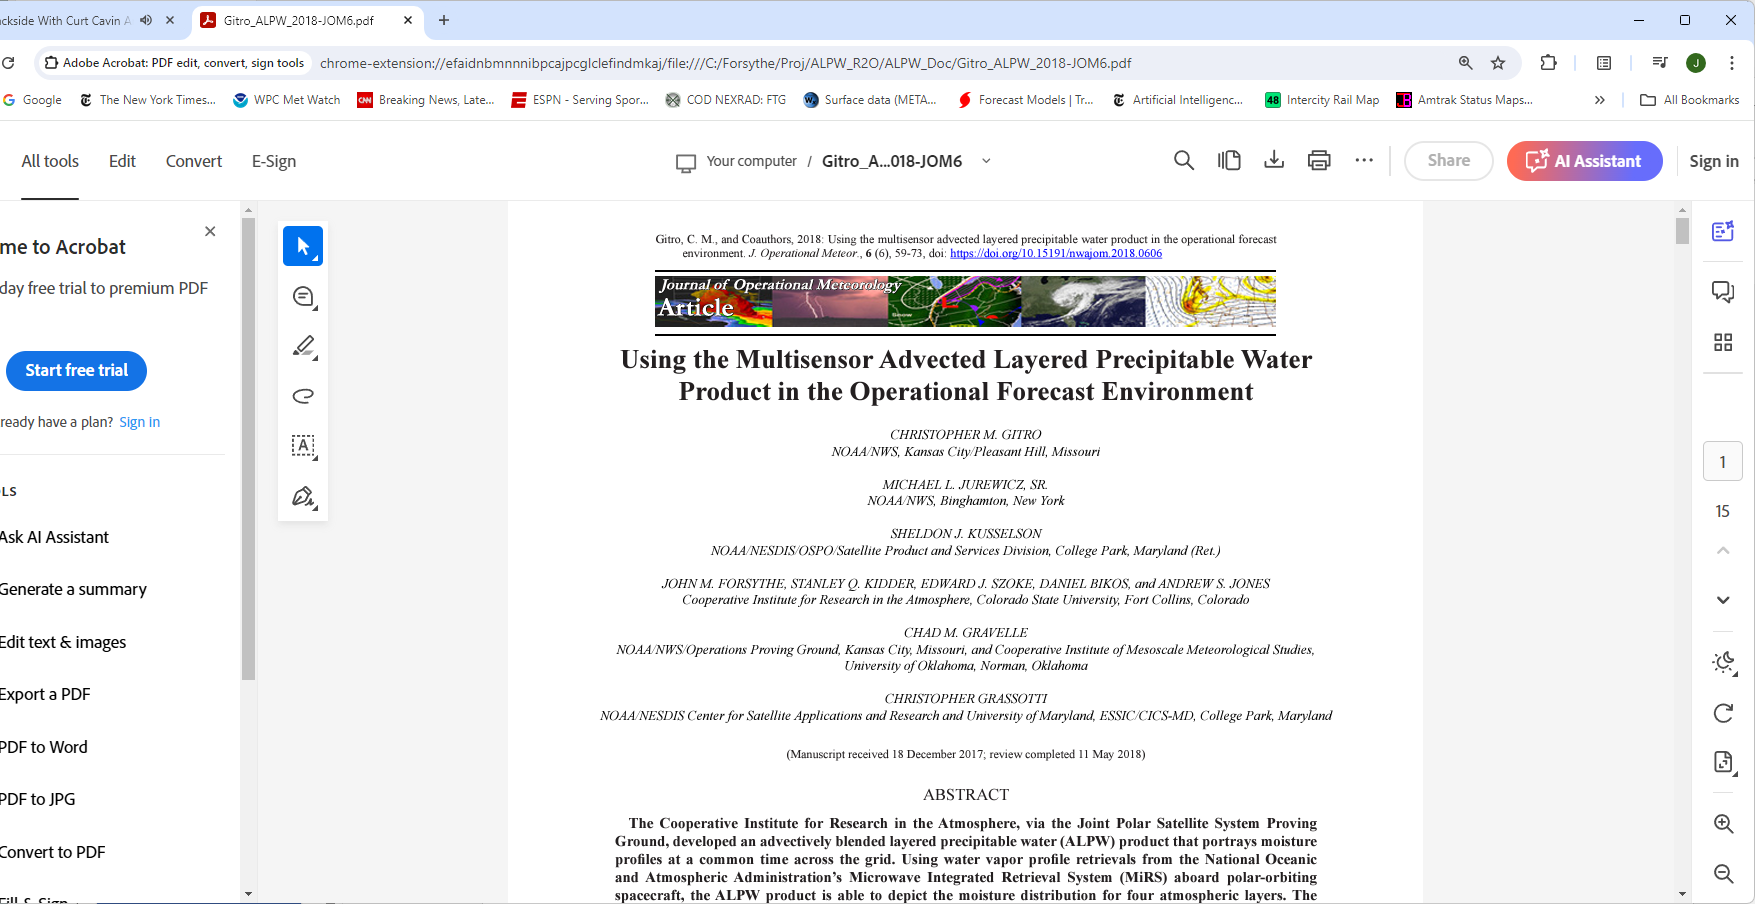 ckside With Curt Cavin A
Gitro_ALPW_2018-JOM6.pdf
Adobe Acrobat: PDF edit, convert, sign tools
chrome-extension://efaidnbmnnnibpcajpcglclefindmkaj/file:///C:/Forsythe/Proj/ALPW_R2O/ALPW_Doc/Gitro_ALPW_2018-JOM6.pdf
J
Google
The New York Times...
WPC Met Watch
CNN
Breaking News, Late...
ESPN - Serving Spor...
COD NEXRAD: FTG
Surface data (META...
Forecast Models | Tr...
Artificial Intelligenc...
48
Intercity Rail Map
Amtrak Status Maps...
»
All Bookmarks
All tools
Edit
Convert
E-Sign
Your computer / Gitro_A...018-JOM6
Share
AI Assistant
Sign in
me to Acrobat
day free trial to premium PDF
Start free trial
ready have a plan? Sign in
LS
Ask AI Assistant
Generate a summary
Edit text & images
Export a PDF
PDF to Word
PDF to JPG
Convert to PDF
Fill & Sign
Gitro, C. M., and Coauthors, 2018: Using the multisensor advected layered precipitable water product in the operational forecast
environment. J. Operational Meteor., 6 (6), 59-73, doi: https://doi.org/10.15191/nwajom.2018.0606
Journal of Operational Meteorology
Article
Using the Multisensor Advected Layered Precipitable Water
Product in the Operational Forecast Environment
CHRISTOPHER M. GITRO
NOAA/NWS, Kansas City/Pleasant Hill, Missouri
MICHAEL L. JUREWICZ, SR.
NOAA/NWS, Binghamton, New York
SHELDON J. KUSSELSON
NOAA/NESDIS/OSPO/Satellite Product and Services Division, College Park, Maryland (Ret.)
JOHN M. FORSYTHE, STANLEY Q. KIDDER, EDWARD J. SZOKE, DANIEL BIKOS, and ANDREW S. JONES
Cooperative Institute for Research in the Atmosphere, Colorado State University, Fort Collins, Colorado
CHAD M. GRAVELLE
NOAA/NWS/Operations Proving Ground, Kansas City, Missouri, and Cooperative Institute of Mesoscale Meteorological Studies,
University of Oklahoma, Norman, Oklahoma
CHRISTOPHER GRASSOTTI
NOAA/NESDIS Center for Satellite Applications and Research and University of Maryland, ESSIC/CICS-MD, College Park, Maryland
(Manuscript received 18 December 2017; review completed 11 May 2018)
ABSTRACT
The Cooperative Institute for Research in the Atmosphere, via the Joint Polar Satellite System Proving
Ground, developed an advectively blended layered precipitable water (ALPW) product that portrays moisture
profiles at a common time across the grid. Using water vapor profile retrievals from the National Oceanic
and Atmospheric Administration's Microwave Integrated Retrieval System (MiRS) aboard polar-orbiting
spacecraft, the ALPW product is able to depict the moisture distribution for four atmospheric layers. The
1
15